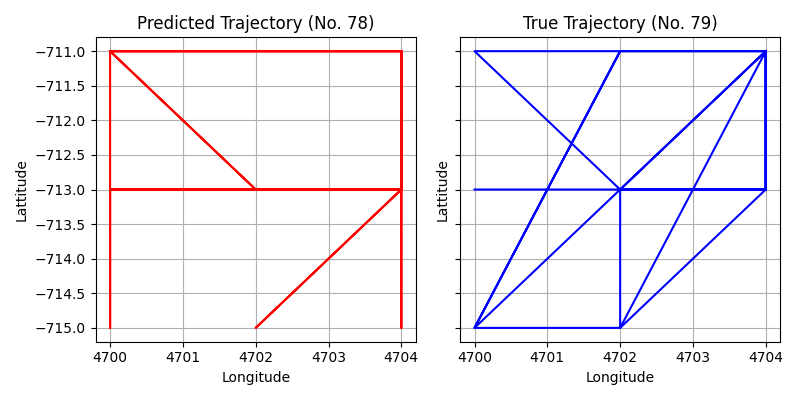 Predicted Trajectory (No. 78)
True Trajectory (No. 79)
−711.0
−711.5
−712.0
−712.5
−713.0
−713.5
−714.0
−714.5
−715.0
Lattitude
Lattitude
4700 4701 4702 4703 4704
4700 4701 4702 4703 4704
Longitude
Longitude